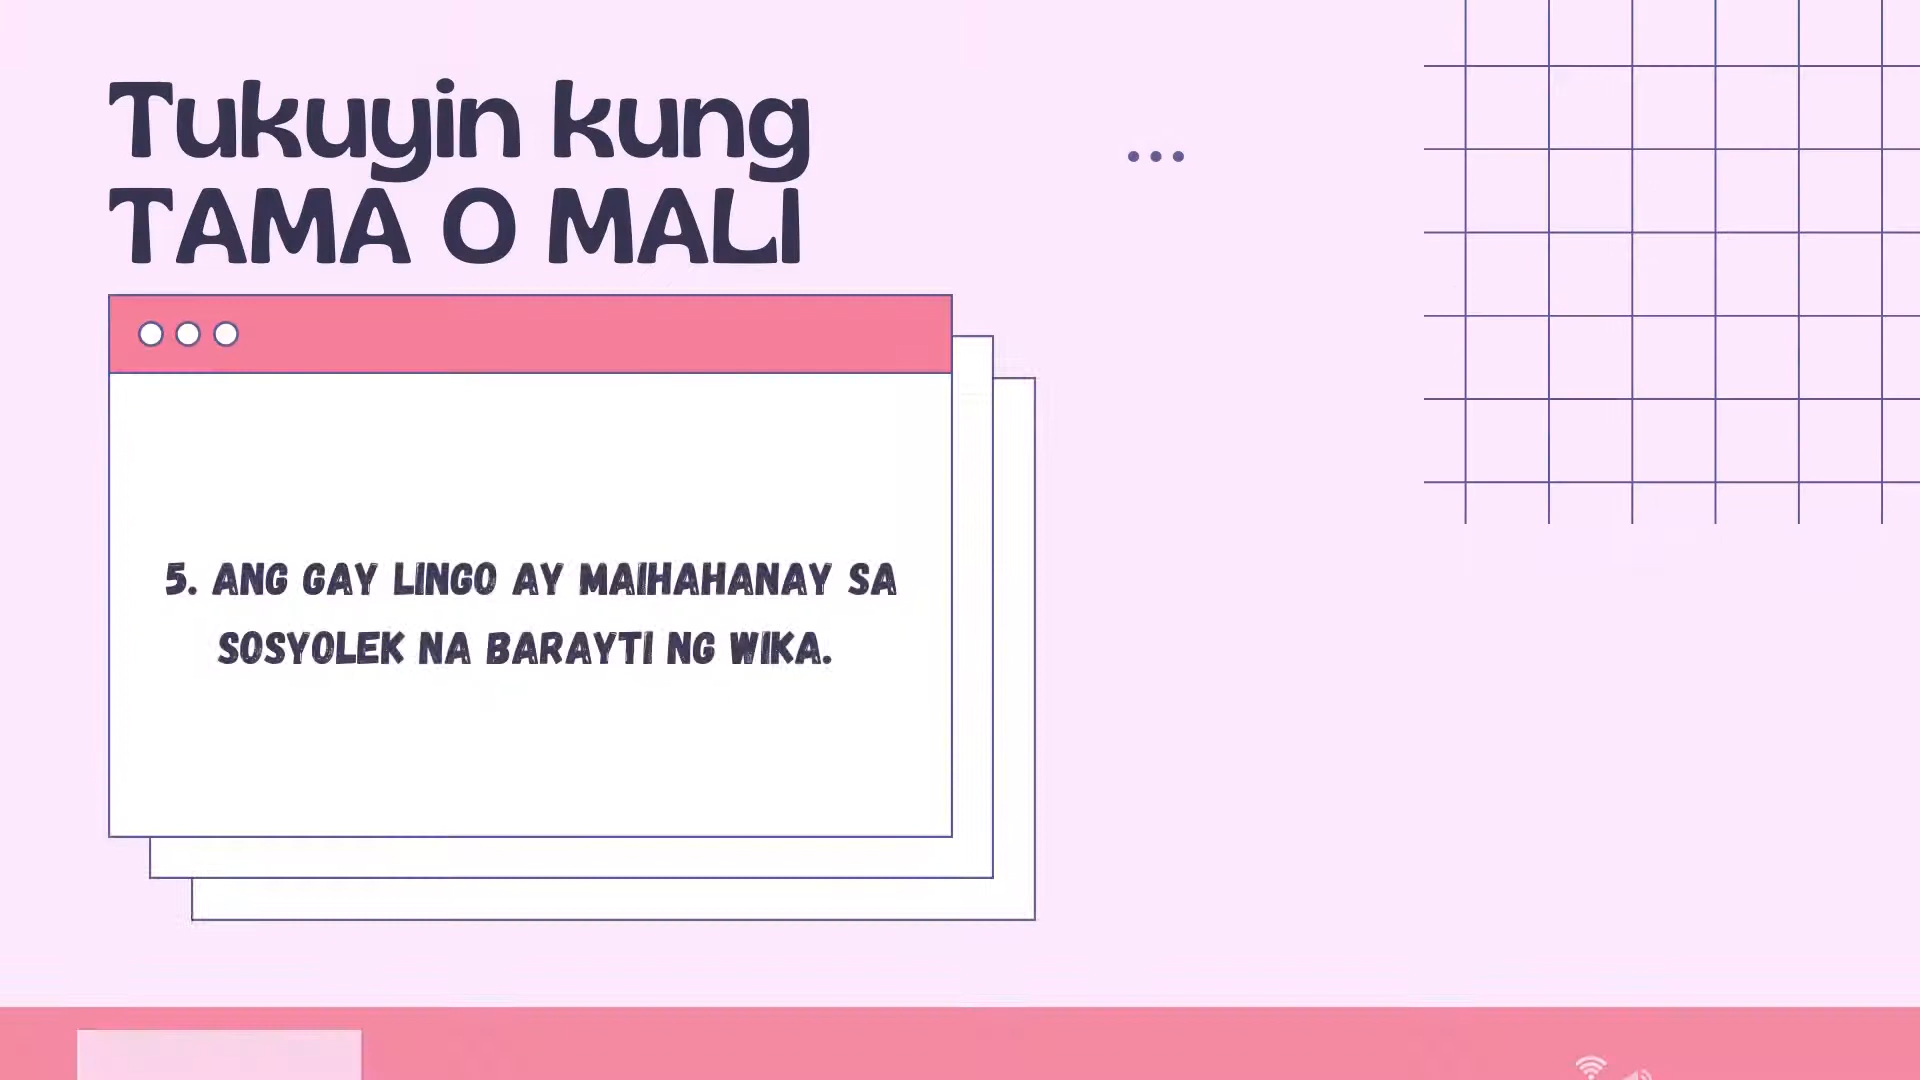 Tukuyin kung
TAMA O MALI
5. ANG GAY LINGO AY MAIHAHANAY SA
SOSYOLEK NA BARAYTI NG WIKA.